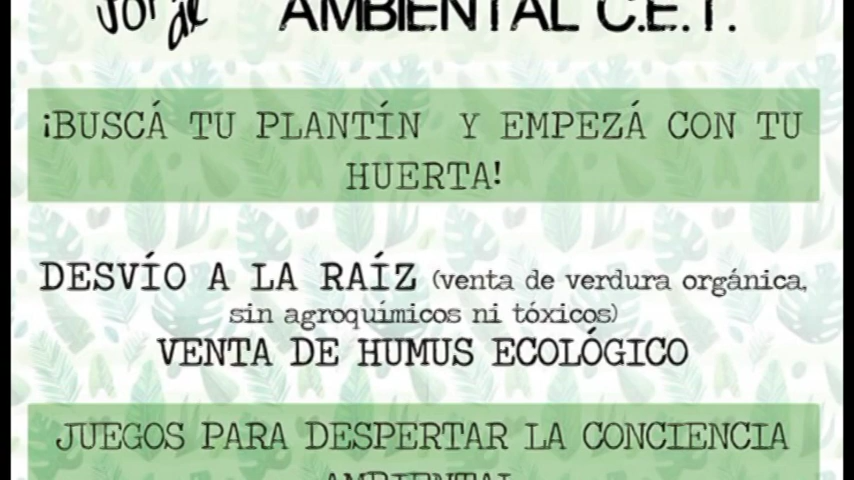 AMBIENTAL C.E.T.
¡BUSCÁ TU PLANTÍN Y EMPEZÁ CON TU
HUERTA!
DESVÍO A LA RAÍZ (venta de verdura orgánica,
sin agroquímicos ni tóxicos)
VENTA DE HUMUS ECOLÓGICO
JUEGOS PARA DESPERTAR LA CONCIENCIA
AMBIENTAL